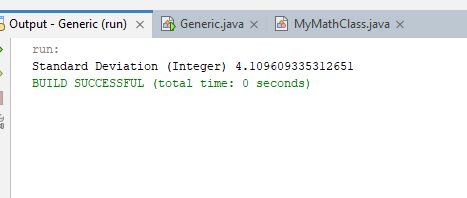 Output - Generic (run) Generic.java MyMathClass.java
run:
Standard Deviation (Integer) 4.109609335312651
BUILD SUCCESSFUL (total time: 0 seconds)